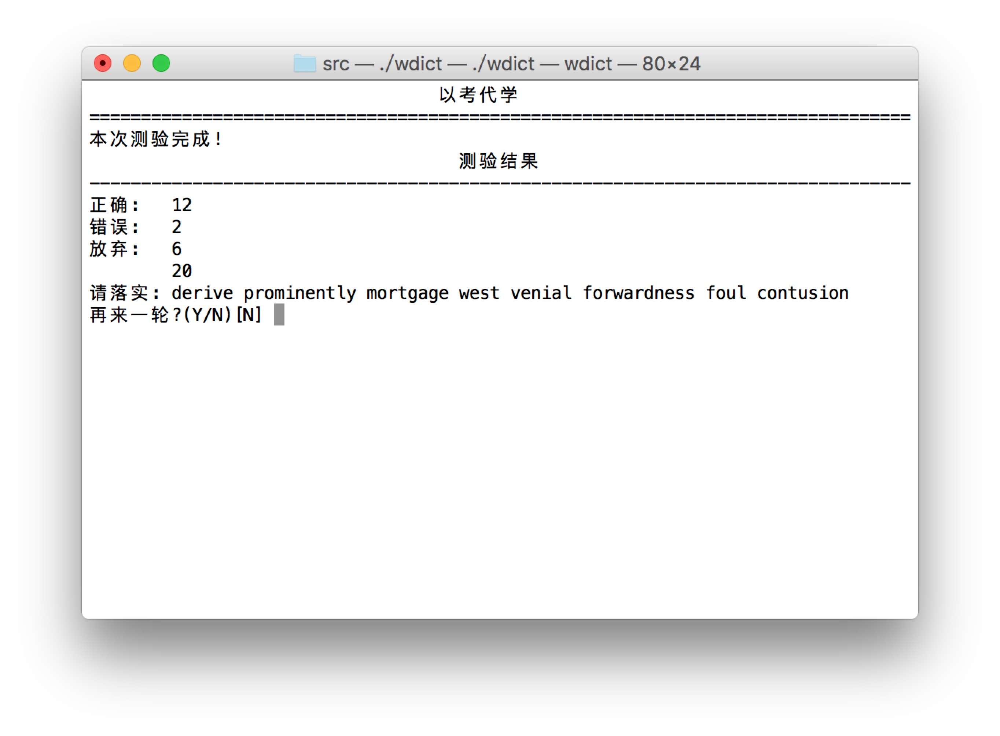 src — ./wdict — ./wdict — wdict — 80×24
以考代学
================================================================================
本次测验完成!
测验结果
--------------------------------------------------------------------------------
正确: 12
错误: 2
放弃: 6
20
请落实: derive prominently mortgage west venial forwardness foul contusion
再来一轮?(Y/N)[N]